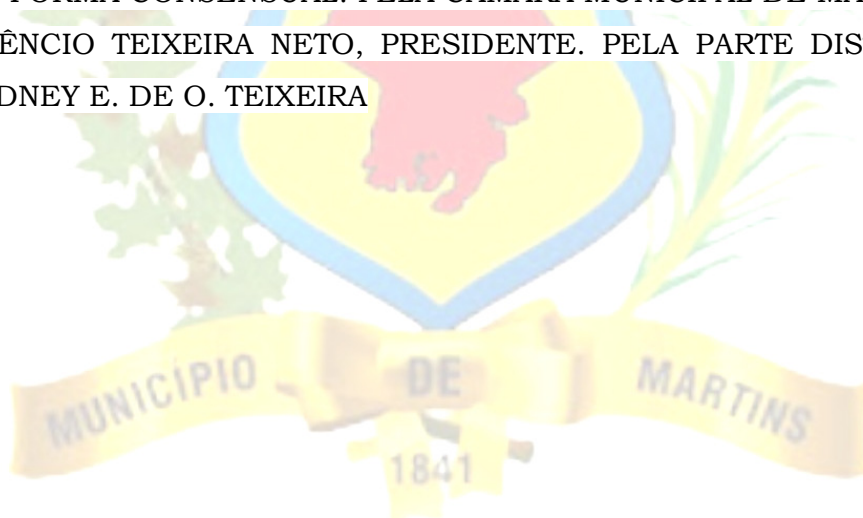 FORMA CONSENSUAL. PELA CÂMARA MUNICIPAL DE
ÊNCIO TEIXEIRA NETO, PRESIDENTE. PELA PARTE DIS
DNEY E. DE O. TEIXEIRA
MUNICÍPIO DE MARTINS
1841